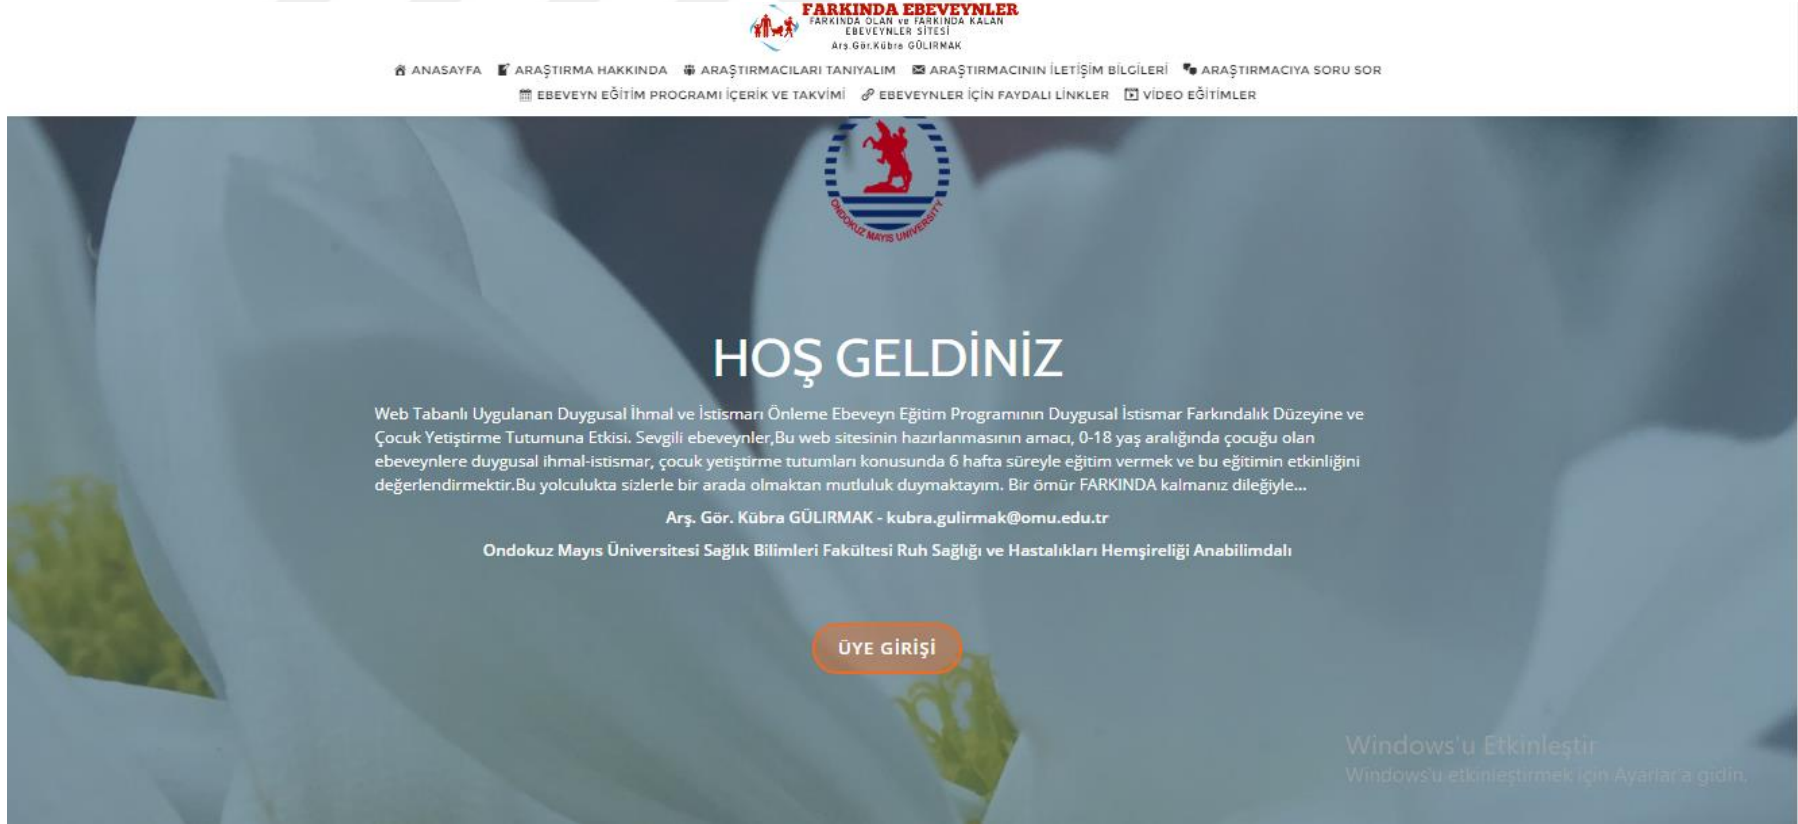 FARKINDA EBEVEYNLER
FARKINDA OLAN ve FARKINDA KALAN
EBEVEYNLER SİTESİ
Arş.Gör.Kübra GÜLIRMAK
ANASAYFA ARAŞTIRMA HAKKINDA ARAŞTIRMACILARI TANIYALIM ARAŞTIRMACININ İLETİŞİM BİLGİLERİ ARAŞTIRMACIYA SORU SOR
EBEVEYN EĞİTİM PROGRAMI İÇERİK VE TAKVİMİ EBEVEYNLER İÇİN FAYDALI LİNKLER VİDEO EĞİTİMLER
ONDOKUZ MAYIS UNIVERSITY
HOŞ GELDİNİZ
Web Tabanlı Uygulanan Duygusal İhmal ve İstismarı Önleme Ebeveyn Eğitim Programının Duygusal İstismar Farkındalık Düzeyine ve
Çocuk Yetiştirme Tutumuna Etkisi. Sevgili ebeveynler,Bu web sitesinin hazırlanmasının amacı, 0-18 yaş aralığında çocuğu olan
ebeveynlere duygusal ihmal-istismar, çocuk yetiştirme tutumları konusunda 6 hafta süreyle eğitim vermek ve bu eğitimin etkinliğini
değerlendirmektir.Bu yolculukta sizlerle bir arada olmaktan mutluluk duymaktayım. Bir ömür FARKINDA kalmanız dileğiyle...
Arş. Gör. Kübra GÜLIRMAK - kubra.gulirmak@omu.edu.tr
Ondokuz Mayıs Üniversitesi Sağlık Bilimleri Fakültesi Ruh Sağlığı ve Hastalıkları Hemşireliği Anabilimdalı
ÜYE GİRİŞİ
Windows'u Etkinleştir
Windows'u etkinleştirmek için Ayarlar'a gidin.